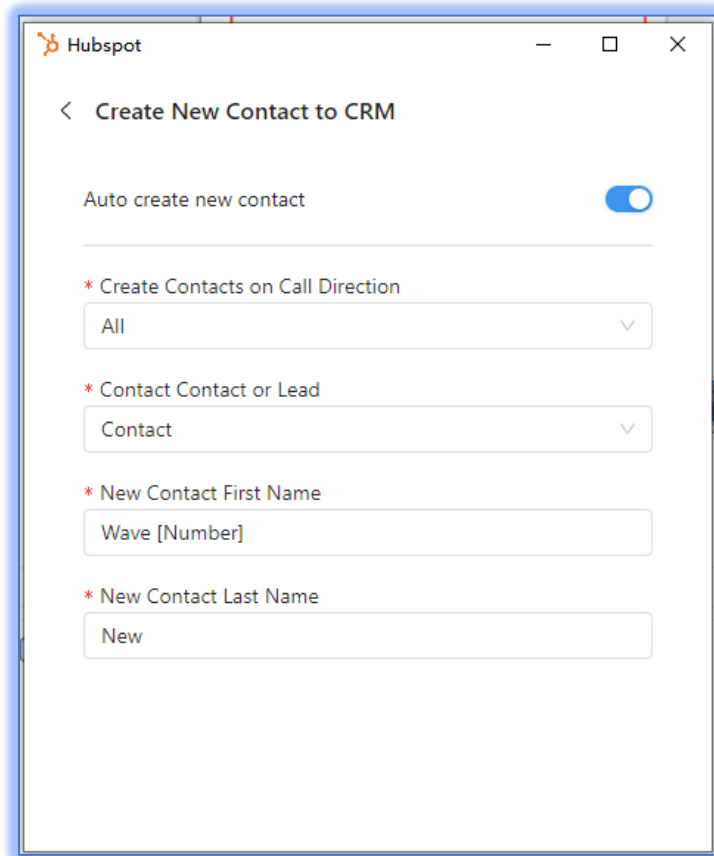 Hubspot
Create New Contact to CRM
Auto create new contact
* Create Contacts on Call Direction
All
* Contact Contact or Lead
Contact
* New Contact First Name
Wave [Number]
* New Contact Last Name
New